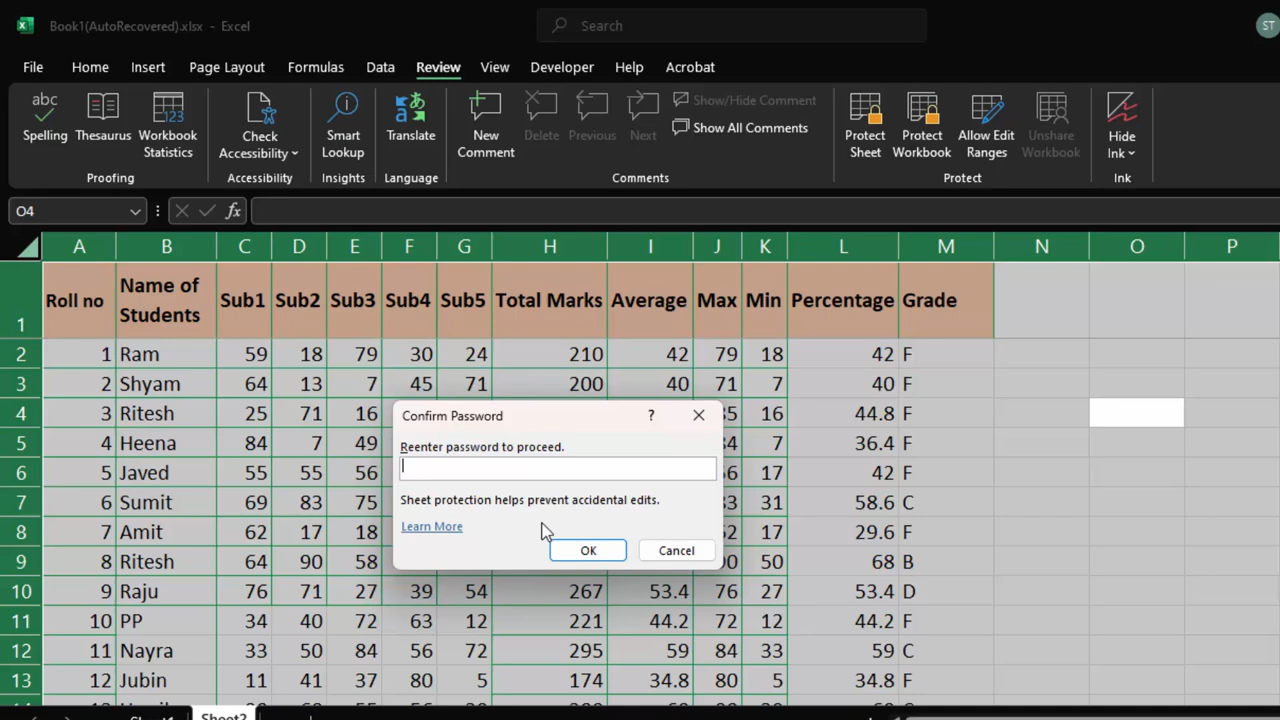 Book1(AutoRecovered).xlsx - Excel
Search
ST
File Home Insert Page Layout Formulas Data Review View Developer Help Acrobat
abc
Spelling Thesaurus Workbook Statistics
Check Accessibility
Smart Lookup
Translate
New Comment
Delete Previous Next
Show/Hide Comment
Show All Comments
Protect Sheet Protect Workbook Allow Edit Ranges Unshare Workbook
Hide Ink
Proofing Accessibility Insights Language Comments Protect Ink
O4 fx
A B C D E F G H I J K L M N O P
1 Roll no Name of Students Sub1 Sub2 Sub3 Sub4 Sub5 Total Marks Average Max Min Percentage Grade
2 1 Ram 59 18 79 30 24 210 42 79 18 42 F
3 2 Shyam 64 13 7 45 71 200 40 71 7 40 F
4 3 Ritesh 25 71 16 16 44.8 F
5 4 Heena 84 7 49 7 36.4 F
6 5 Javed 55 55 56 17 42 F
7 6 Sumit 69 83 75 31 58.6 C
8 7 Amit 62 17 18 17 29.6 F
9 8 Ritesh 64 90 58 50 68 B
10 9 Raju 76 71 27 39 54 267 53.4 76 27 53.4 D
11 10 PP 34 40 72 63 12 221 44.2 72 12 44.2 F
12 11 Nayra 33 50 84 56 72 295 59 84 33 59 C
13 12 Jubin 11 41 37 80 5 174 34.8 80 5 34.8 F
Confirm Password ?
Reenter password to proceed.
Sheet protection helps prevent accidental edits.
Learn More
OK Cancel
Sheet1 Sheet2